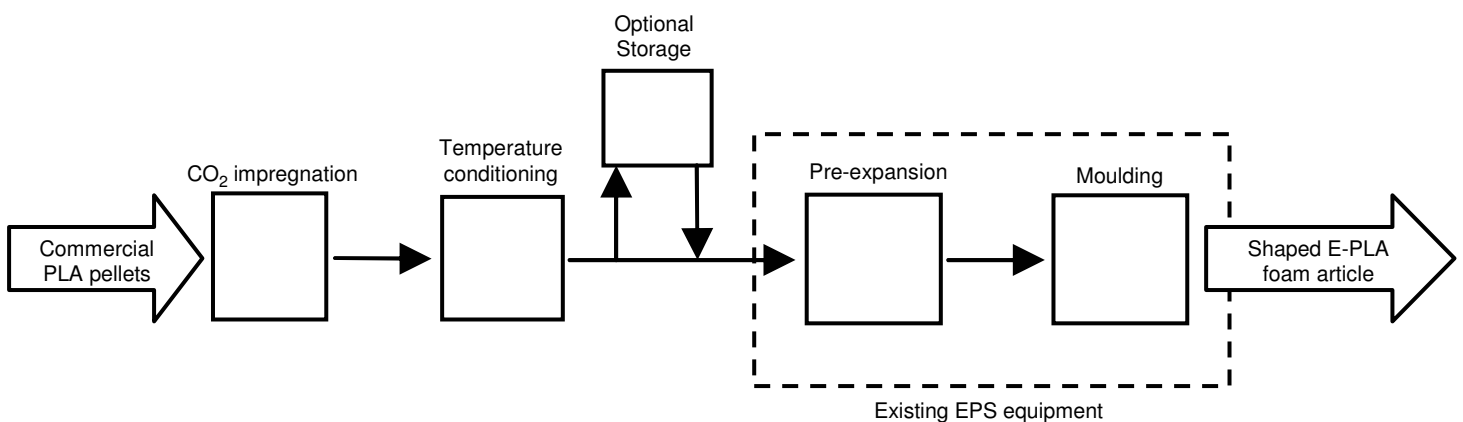 Commercial
PLA pellets
CO₂ impregnation
Temperature
conditioning
Optional
Storage
Pre-expansion
Moulding
Existing EPS equipment
Shaped E-PLA
foam article